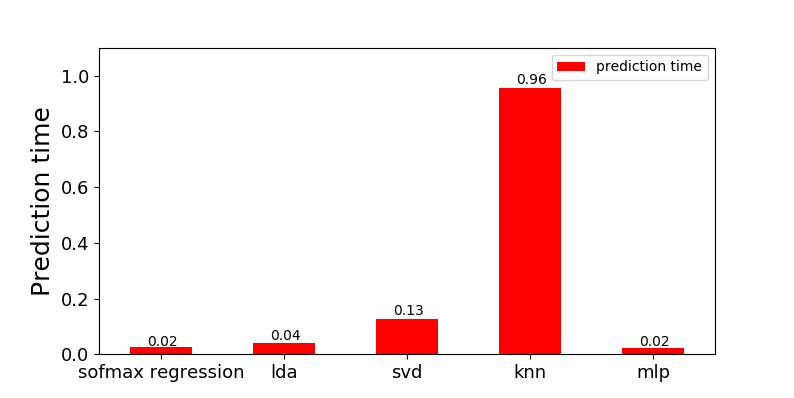 prediction time
1.0
0.8
0.6
0.4
0.2
0.0
Prediction time
0.02
0.04
0.13
0.96
0.02
sofmax regression
lda
svd
knn
mlp